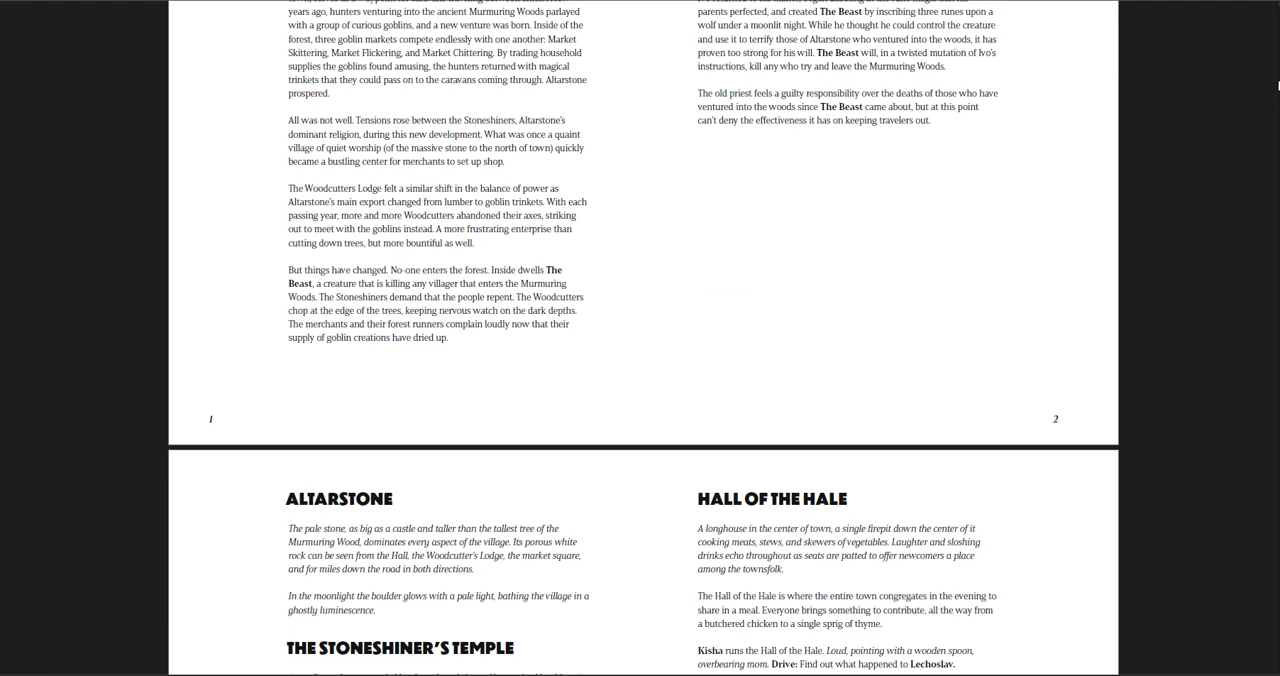 years ago, hunters venturing into the ancient Murmuring Woods parlayed
with a group of curious goblins, and a new venture was born. Inside of the
forest, three goblin markets compete endlessly with one another: Market
Skittering, Market Flickering, and Market Chittering. By trading household
supplies the goblins found amusing, the hunters returned with magical
trinkets that they could pass on to the caravans coming through. Altarstone
prospered.
All was not well. Tensions rose between the Stoneshiners, Altarstone's
dominant religion, during this new development. What was once a quaint
village of quiet worship (of the massive stone to the north of town) quickly
became a bustling center for merchants to set up shop.
The Woodcutters Lodge felt a similar shift in the balance of power as
Altarstone's main export changed from lumber to goblin trinkets. With each
passing year, more and more Woodcutters abandoned their axes, striking
out to meet with the goblins instead. A more frustrating enterprise than
cutting down trees, but more bountiful as well.
But things have changed. No-one enters the forest. Inside dwells The
Beast, a creature that is killing any villager that enters the Murmuring
Woods. The Stoneshiners demand that the people repent. The Woodcutters
chop at the edge of the trees, keeping nervous watch on the dark depths.
The merchants and their forest runners complain loudly now that their
supply of goblin creations have dried up.
1
parents perfected, and created The Beast by inscribing three runes upon a
wolf under a moonlit night. While he thought he could control the creature
and use it to terrify those of Altarstone who ventured into the woods, it has
proven too strong for his will. The Beast will, in a twisted mutation of Ivo's
instructions, kill any who try and leave the Murmuring Woods.
The old priest feels a guilty responsibility over the deaths of those who have
ventured into the woods since The Beast came about, but at this point
can't deny the effectiveness it has on keeping travelers out.
2
ALTARSTONE
The pale stone, as big as a castle and taller than the tallest tree of the
Murmuring Wood, dominates every aspect of the village. Its porous white
rock can be seen from the Hall, the Woodcutter's Lodge, the market square,
and for miles down the road in both directions.
In the moonlight the boulder glows with a pale light, bathing the village in a
ghostly luminescence.
THE STONESHINER'S TEMPLE
HALL OF THE HALE
A longhouse in the center of town, a single firepit down the center of it
cooking meats, stews, and skewers of vegetables. Laughter and sloshing
drinks echo throughout as seats are patted to offer newcomers a place
among the townsfolk.
The Hall of the Hale is where the entire town congregates in the evening to
share in a meal. Everyone brings something to contribute, all the way from
a butchered chicken to a single sprig of thyme.
Kisha runs the Hall of the Hale. Loud, pointing with a wooden spoon,
overbearing mom. Drive: Find out what happened to Lechoslav.